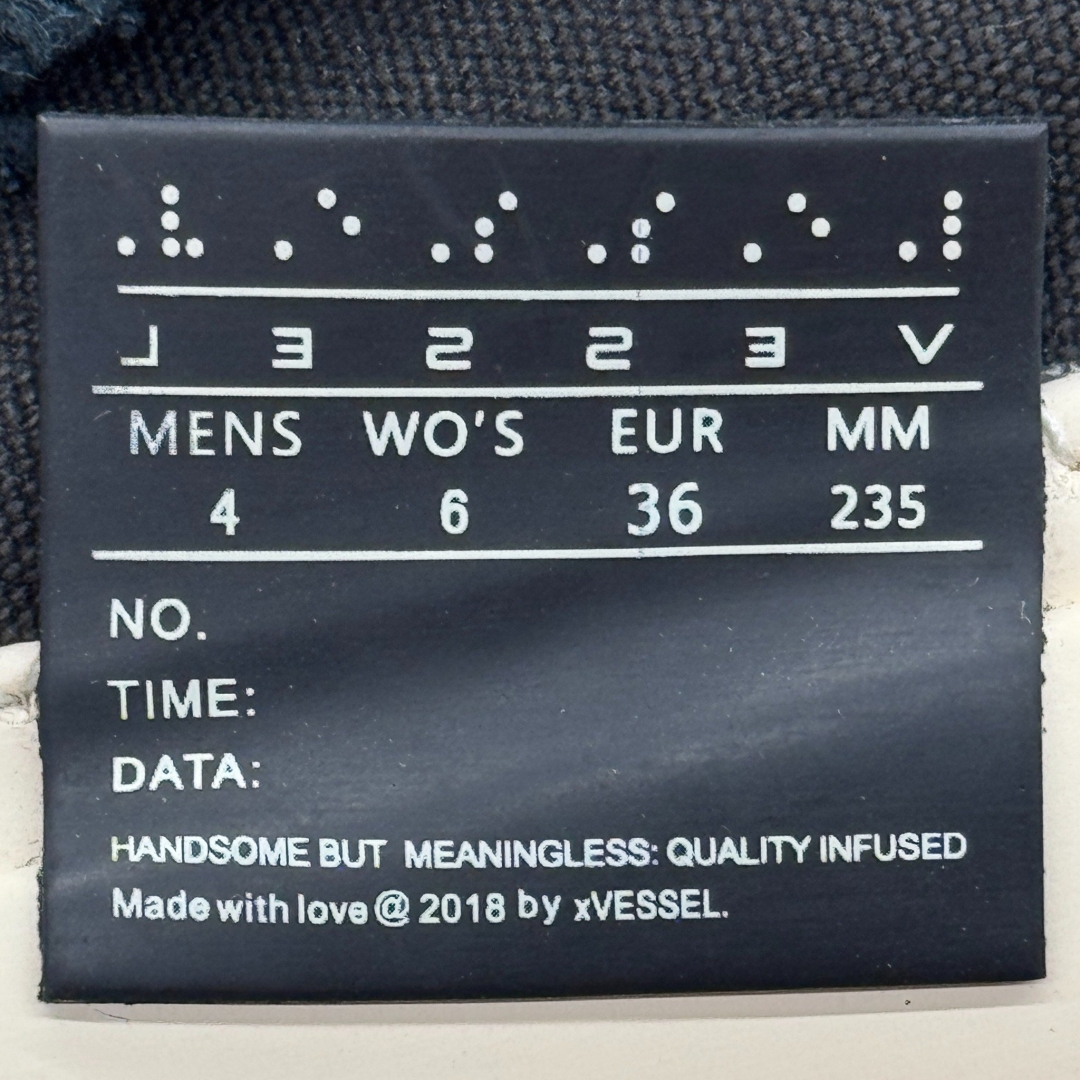 VESSEL
MENS WO'S EUR MM
4 6 36 235
NO.
TIME:
DATA:
HANDSOME BUT MEANINGLESS: QUALITY INFUSED
Made with love @ 2018 by xVESSEL.